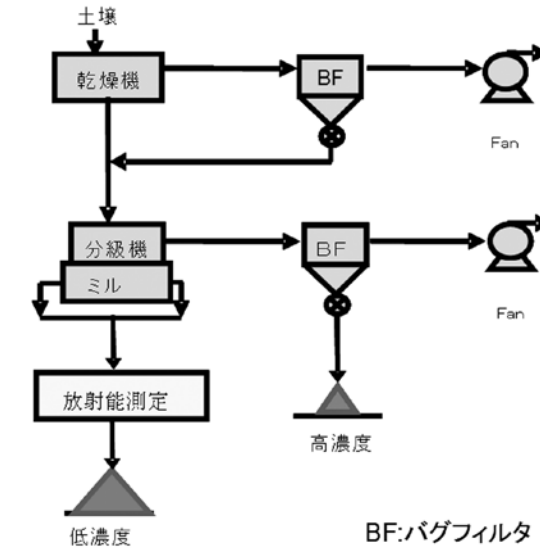 土壌
乾燥機
BF
Fan
分級機
BF
ミル
Fan
放射能測定
高濃度
低濃度
BF:バグフィルタ